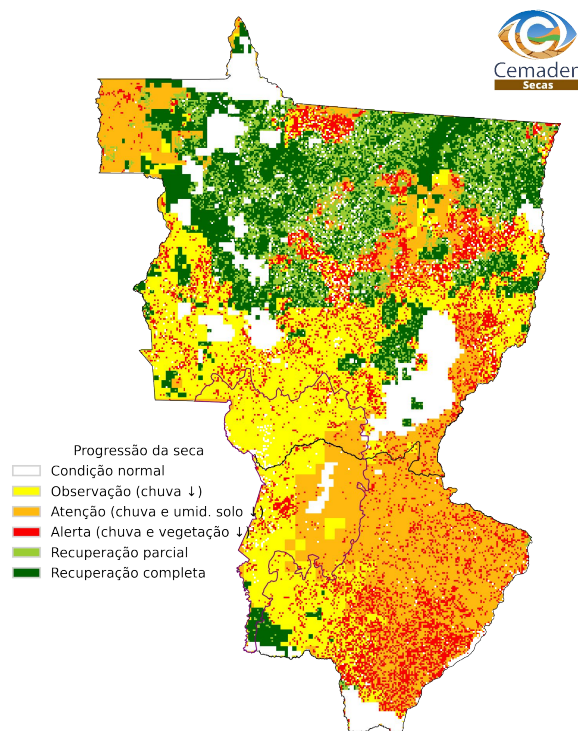 Cemader
Secas
Progressão da seca
Condição normal
Observação (chuva ↓)
Atenção (chuva e umid. solo ↓)
Alerta (chuva e vegetação ↓)
Recuperação parcial
Recuperação completa